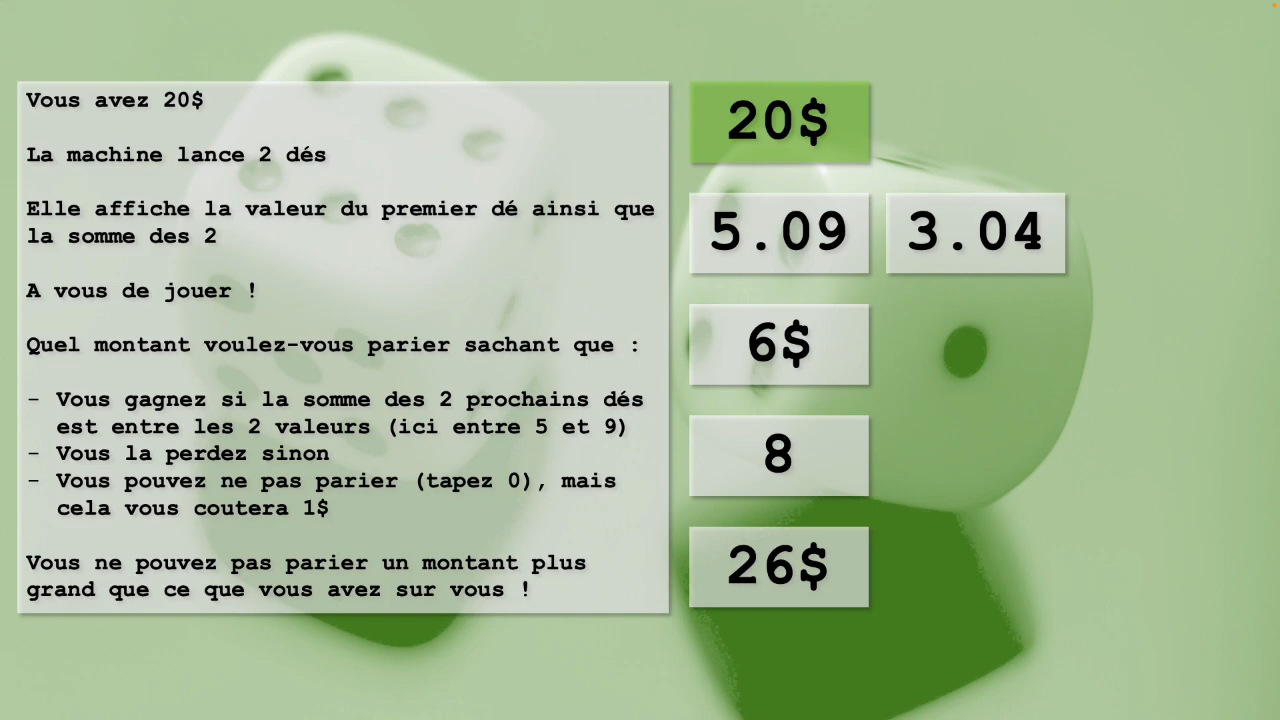 Vous avez 20$
La machine lance 2 dés
Elle affiche la valeur du premier dé ainsi que
la somme des 2
A vous de jouer !
Quel montant voulez-vous parier sachant que :
- Vous gagnez si la somme des 2 prochains dés
est entre les 2 valeurs (ici entre 5 et 9)
- Vous la perdez sinon
- Vous pouvez ne pas parier (tapez 0), mais
cela vous coutera 1$
Vous ne pouvez pas parier un montant plus
grand que ce que vous avez sur vous !
20$
5.09 3.04
6$
8
26$